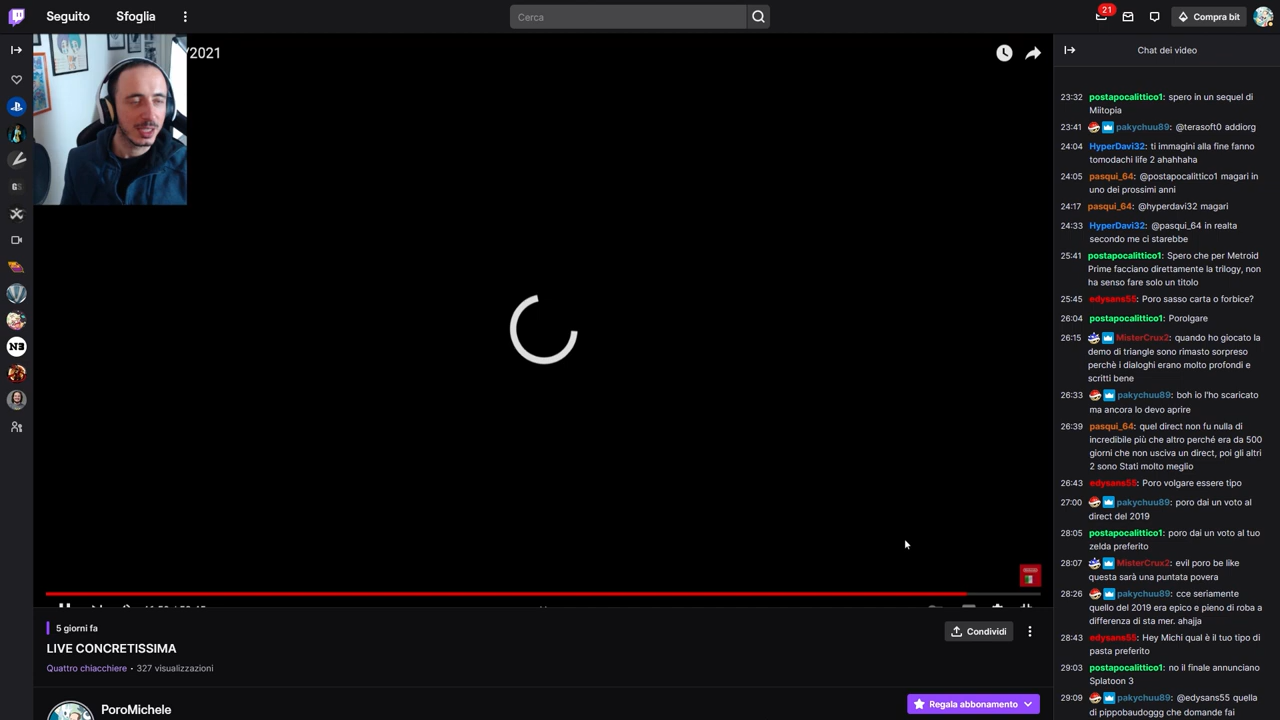 Seguito
Sfoglia
Cerca
21
Compra bit
/2021
Chat dei video
23:32 postapocalittico1: spero in un sequel di
Miitopia
23:41 pakychuu89: @terasoft0 addiorg
24:04 HyperDavi32: ti immagini alla fine fanno
tomodachi life 2 ahahhaha
24:05 pasqui_64: @postapocalittico1 magari in
uno dei prossimi anni
24:17 pasqui_64: @hyperdavi32 magari
24:33 HyperDavi32: @pasqui_64 in realta
secondo me ci starebbe
25:41 postapocalittico1: Spero che per Metroid
Prime facciano direttamente la trilogy, non
ha senso fare solo un titolo
25:45 edysans55: Poro sasso carta o forbice?
26:04 postapocalittico1: Porolgare
26:15 MisterCrux2: quando ho giocato la
demo di triangle sono rimasto sorpreso
perchè i dialoghi erano molto profondi e
scritti bene
26:33 pakychuu89: boh io l'ho scaricato
ma ancora lo devo aprire
26:39 pasqui_64: quel direct non fu nulla di
incredibile più che altro perché era da 500
giorni che non usciva un direct, poi gli altri
2 sono Stati molto meglio
26:43 edysans55: Poro volgare essere tipo
27:00 pakychuu89: poro dai un voto al
direct del 2019
28:05 postapocalittico1: poro dai un voto al tuo
zelda preferito
28:07 MisterCrux2: evil poro be like
questa sarà una puntata povera
28:26 pakychuu89: cce seriamente
quello del 2019 era epico e pieno di roba a
differenza di sta mer. ahajja
28:43 edysans55: Hey Michi qual è il tuo tipo di
pasta preferito
29:03 postapocalittico1: no il finale annunciano
Splatoon 3
29:09 pakychuu89: @edysans55 quella
di pippobaudoggg che domande fai
5 giorni fa
LIVE CONCRETISSIMA
Quattro chiacchiere • 327 visualizzazioni
Condividi
PoroMichele
Regala abbonamento